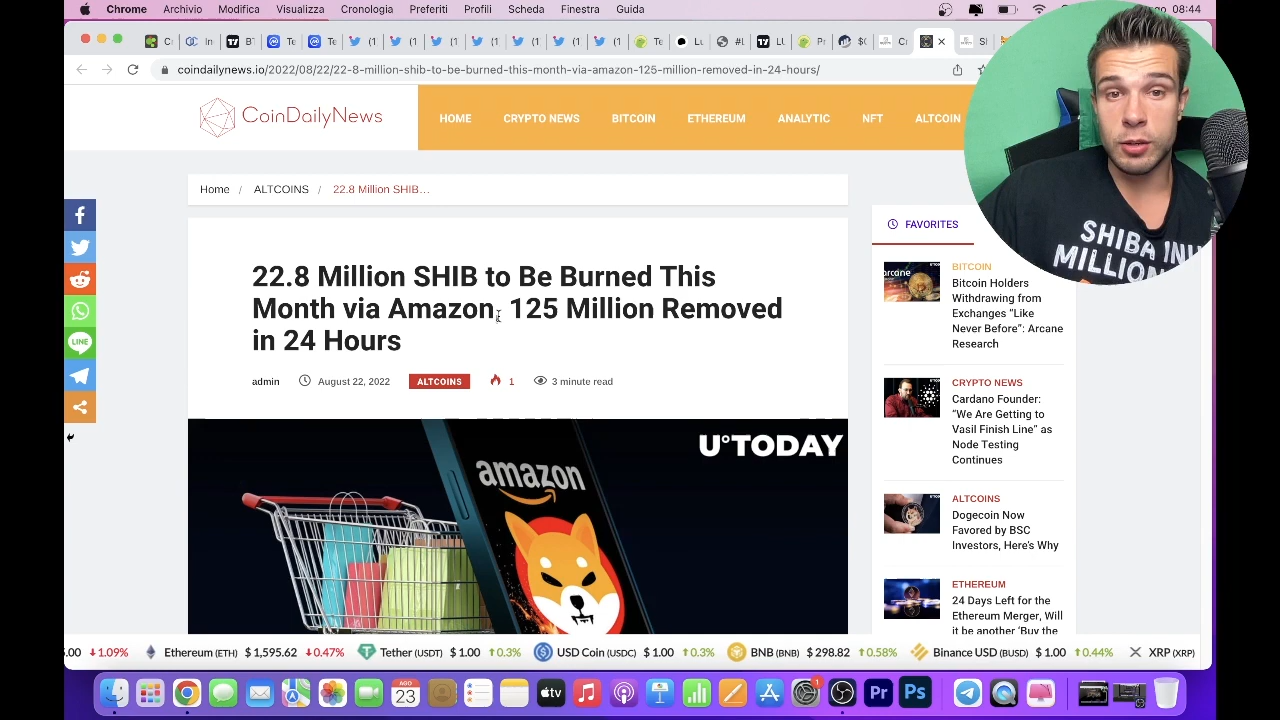 Chrome Archivio Modifica Visualizza Cronologia Preferiti Profili Scheda Finestra Guida 08:44
coindailynews.io/2022/08/22/22-8-million-shib-to-be-burned-this-month-via-amazon-125-million-removed-in-24-hours/
CoinDailyNews
HOME CRYPTO NEWS BITCOIN ETHEREUM ANALYTIC NFT ALTCOIN
Home / ALTCOINS / 22.8 Million SHIB…
22.8 Million SHIB to Be Burned This
Month via Amazon, 125 Million Removed
in 24 Hours
admin August 22, 2022 ALTCOINS 1 3 minute read
U°TODAY
amazon
LINE
FAVORITES
BITCOIN
Bitcoin Holders
Withdrawing from
Exchanges “Like
Never Before”: Arcane
Research
CRYPTO NEWS
Cardano Founder:
“We Are Getting to
Vasil Finish Line” as
Node Testing
Continues
ALTCOINS
Dogecoin Now
Favored by BSC
Investors, Here's Why
ETHEREUM
24 Days Left for the
Ethereum Merger, Will
it be another ‘Buy the
SHIBA INU
MILLION
5.00 1.09% Ethereum (ETH) $ 1,595.62 0.47% Tether (USDT) $ 1.00 0.3% USD Coin (USDC) $ 1.00 0.3% BNB (BNB) $ 298.82 0.58% Binance USD (BUSD) $ 1.00 0.44% XRP (XRP)
AGO
23
tv
1
Pr
Ps